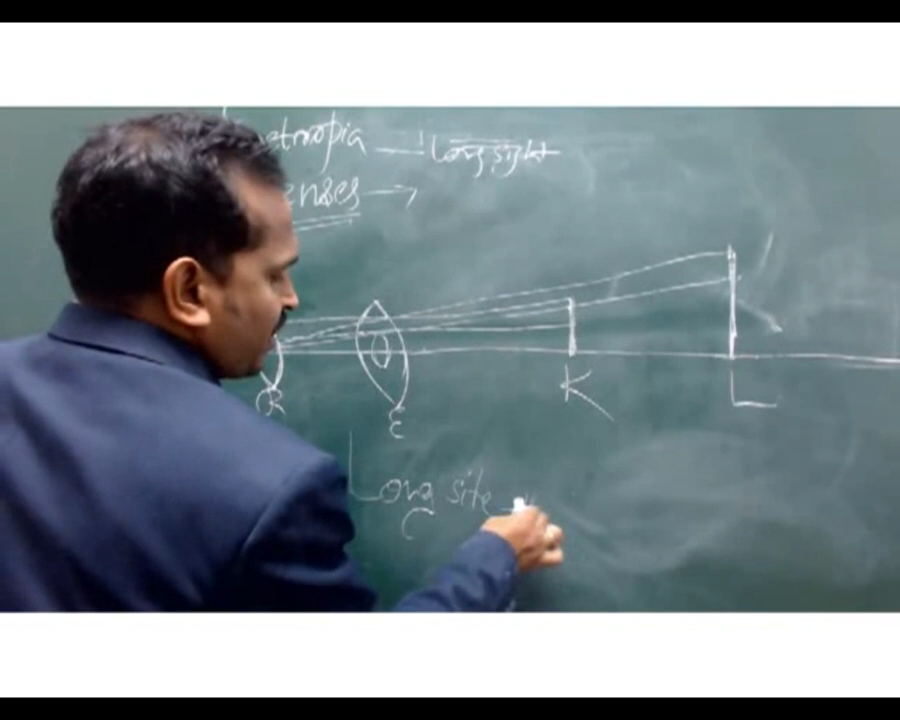 etropia — Long sight
enses →
R
E
K
L
Long site